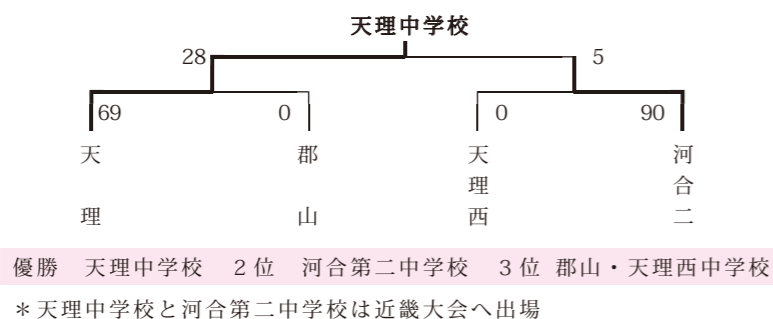 天理中学校
28 5
69 0 0 90
天理 郡山 天理西 河合二
優勝 天理中学校 2位 河合第二中学校 3位 郡山・天理西中学校
＊天理中学校と河合第二中学校は近畿大会へ出場